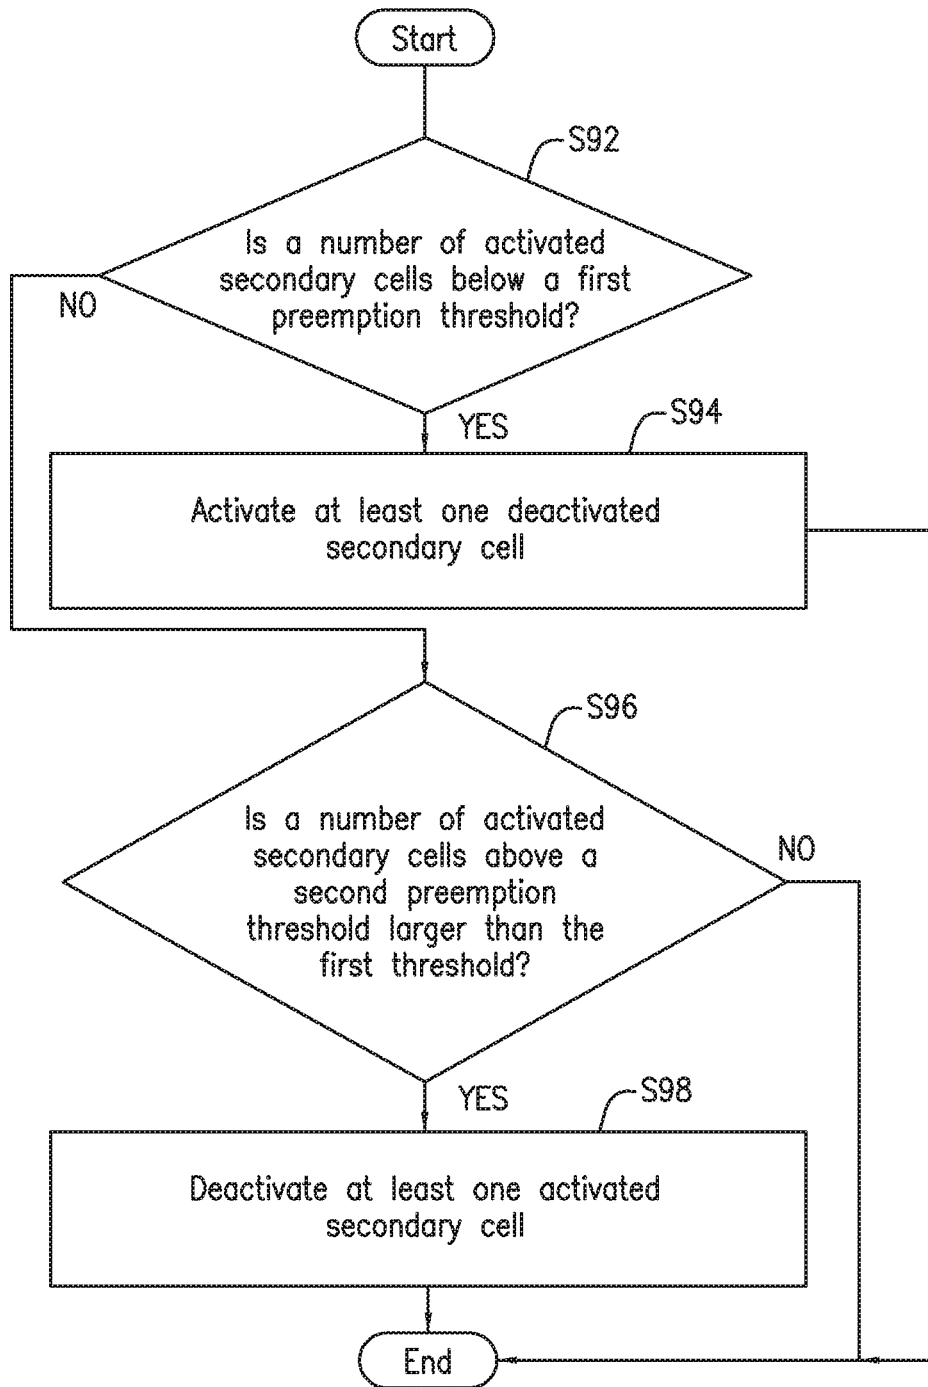 Start
S92
Is a number of activated
secondary cells below a first
preemption threshold?
NO
YES
S94
Activate at least one deactivated
secondary cell
S96
Is a number of activated
secondary cells above a
second preemption
threshold larger than the
first threshold?
NO
YES
S98
Deactivate at least one activated
secondary cell
End